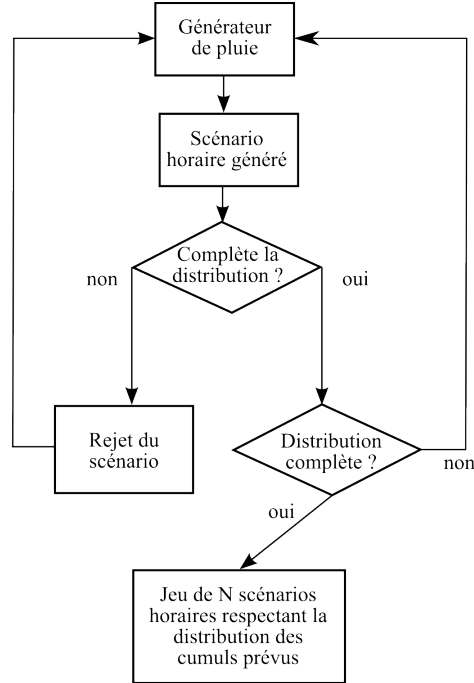 Générateur
de pluie
Scénario
horaire généré
Complète la
distribution ?
non
oui
Rejet du
scénario
Distribution
complète ?
non
oui
Jeu de N scénarios
horaires respectant la
distribution des
cumuls prévus